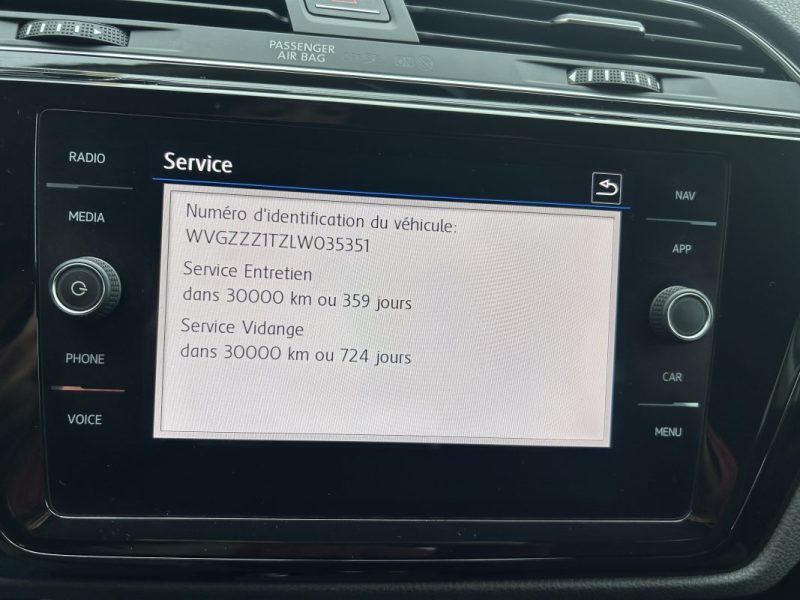 PASSENGER
AIR BAG
RADIO
MEDIA
PHONE
VOICE
Service
Numéro d'identification du véhicule:
WVGZZZ1TZLW035351
Service Entretien
dans 30000 km ou 359 jours
Service Vidange
dans 30000 km ou 724 jours
NAV
APP
CAR
MENU